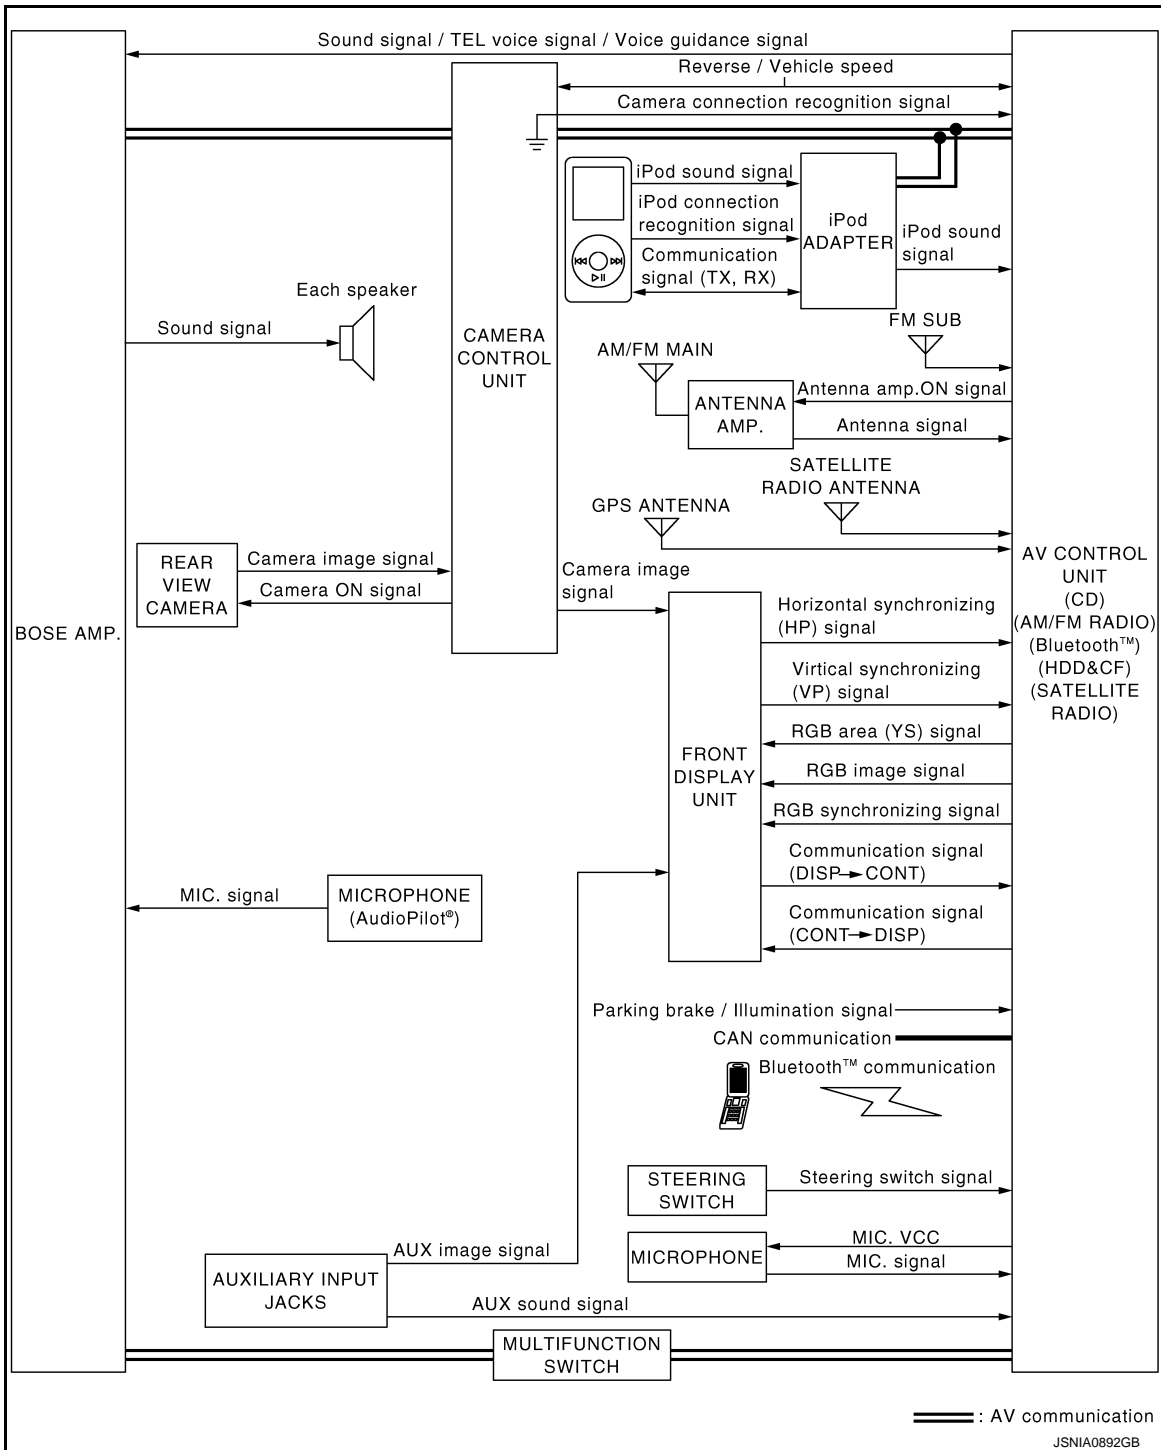 Sound signal / TEL voice signal / Voice guidance signal
Reverse / Vehicle speed
Camera connection recognition signal
iPod sound signal
iPod connection
recognition signal
Communication
signal (TX, RX)
iPod
ADAPTER
iPod sound
signal
Each speaker
Sound signal
CAMERA
CONTROL
UNIT
FM SUB
AM/FM MAIN
ANTENNA
AMP.
Antenna amp.ON signal
Antenna signal
SATELLITE
RADIO ANTENNA
GPS ANTENNA
REAR
VIEW
CAMERA
Camera image signal
Camera ON signal
Camera image
signal
BOSE AMP.
AV CONTROL
UNIT
(CD)
(AM/FM RADIO)
(Bluetooth™)
(HDD&CF)
(SATELLITE
RADIO)
Horizontal synchronizing
(HP) signal
Virtical synchronizing
(VP) signal
RGB area (YS) signal
RGB image signal
RGB synchronizing signal
FRONT
DISPLAY
UNIT
Communication signal
(DISP→CONT)
Communication signal
(CONT→DISP)
MIC. signal
MICROPHONE
(AudioPilot®)
Parking brake / Illumination signal
CAN communication
Bluetooth™ communication
STEERING
SWITCH
Steering switch signal
MICROPHONE
MIC. VCC
MIC. signal
AUX image signal
AUXILIARY INPUT
JACKS
AUX sound signal
MULTIFUNCTION
SWITCH
: AV communication
JSNIA0892GB